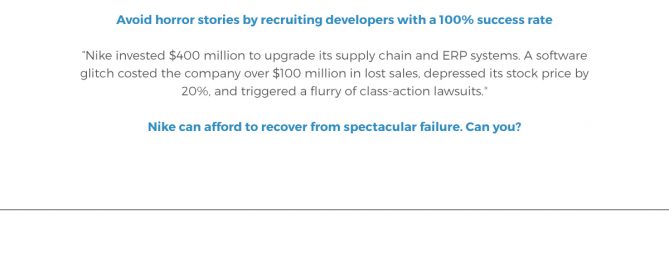 Avoid horror stories by recruiting developers with a 100% success rate
"Nike invested $400 million to upgrade its supply chain and ERP systems. A software
glitch costed the company over $100 million in lost sales, depressed its stock price by
20%, and triggered a flurry of class-action lawsuits."
Nike can afford to recover from spectacular failure. Can you?